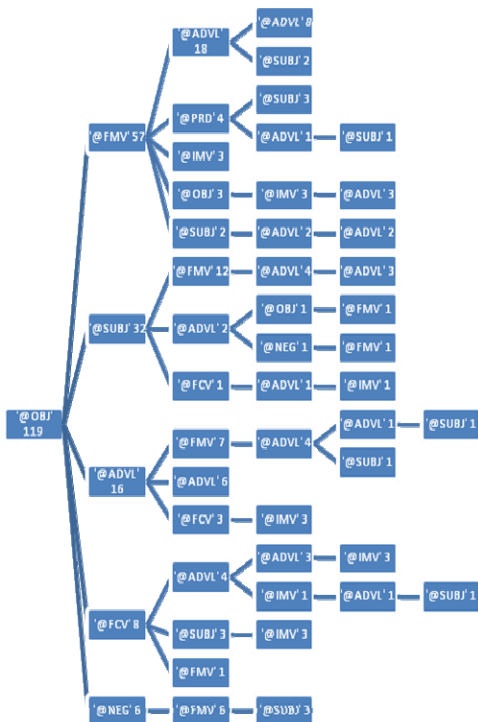 '@ADVL' 8
'@ADVL'
18
'@SUBJ' 2
'@SUBJ' 3
'@PRD' 4
'@FMV' 57
'@ADVL' 1
'@SUBJ' 1
'@IMV' 3
'@OBJ' 3
'@IMV' 3
'@ADVL' 3
'@SUBJ' 2
'@ADVL' 2
'@ADVL' 2
'@FMV' 12
'@ADVL' 4
'@ADVL' 3
'@OBJ' 1
'@FMV' 1
'@SUBJ' 32
'@ADVL' 2
'@NEG' 1
'@FMV' 1
'@FCV' 1
'@ADVL' 1
'@IMV' 1
'@OBJ'
119
'@ADVL' 1
'@SUBJ' 1
'@FMV' 7
'@ADVL' 4
'@SUBJ' 1
'@ADVL'
16
'@ADVL' 6
'@FCV' 3
'@IMV' 3
'@ADVL' 3
'@IMV' 3
'@ADVL' 4
'@IMV' 1
'@ADVL' 1
'@SUBJ' 1
'@FCV' 8
'@SUBJ' 3
'@IMV' 3
'@FMV' 1
'@NEG' 6
'@FMV' 6
'@SUBJ' 3